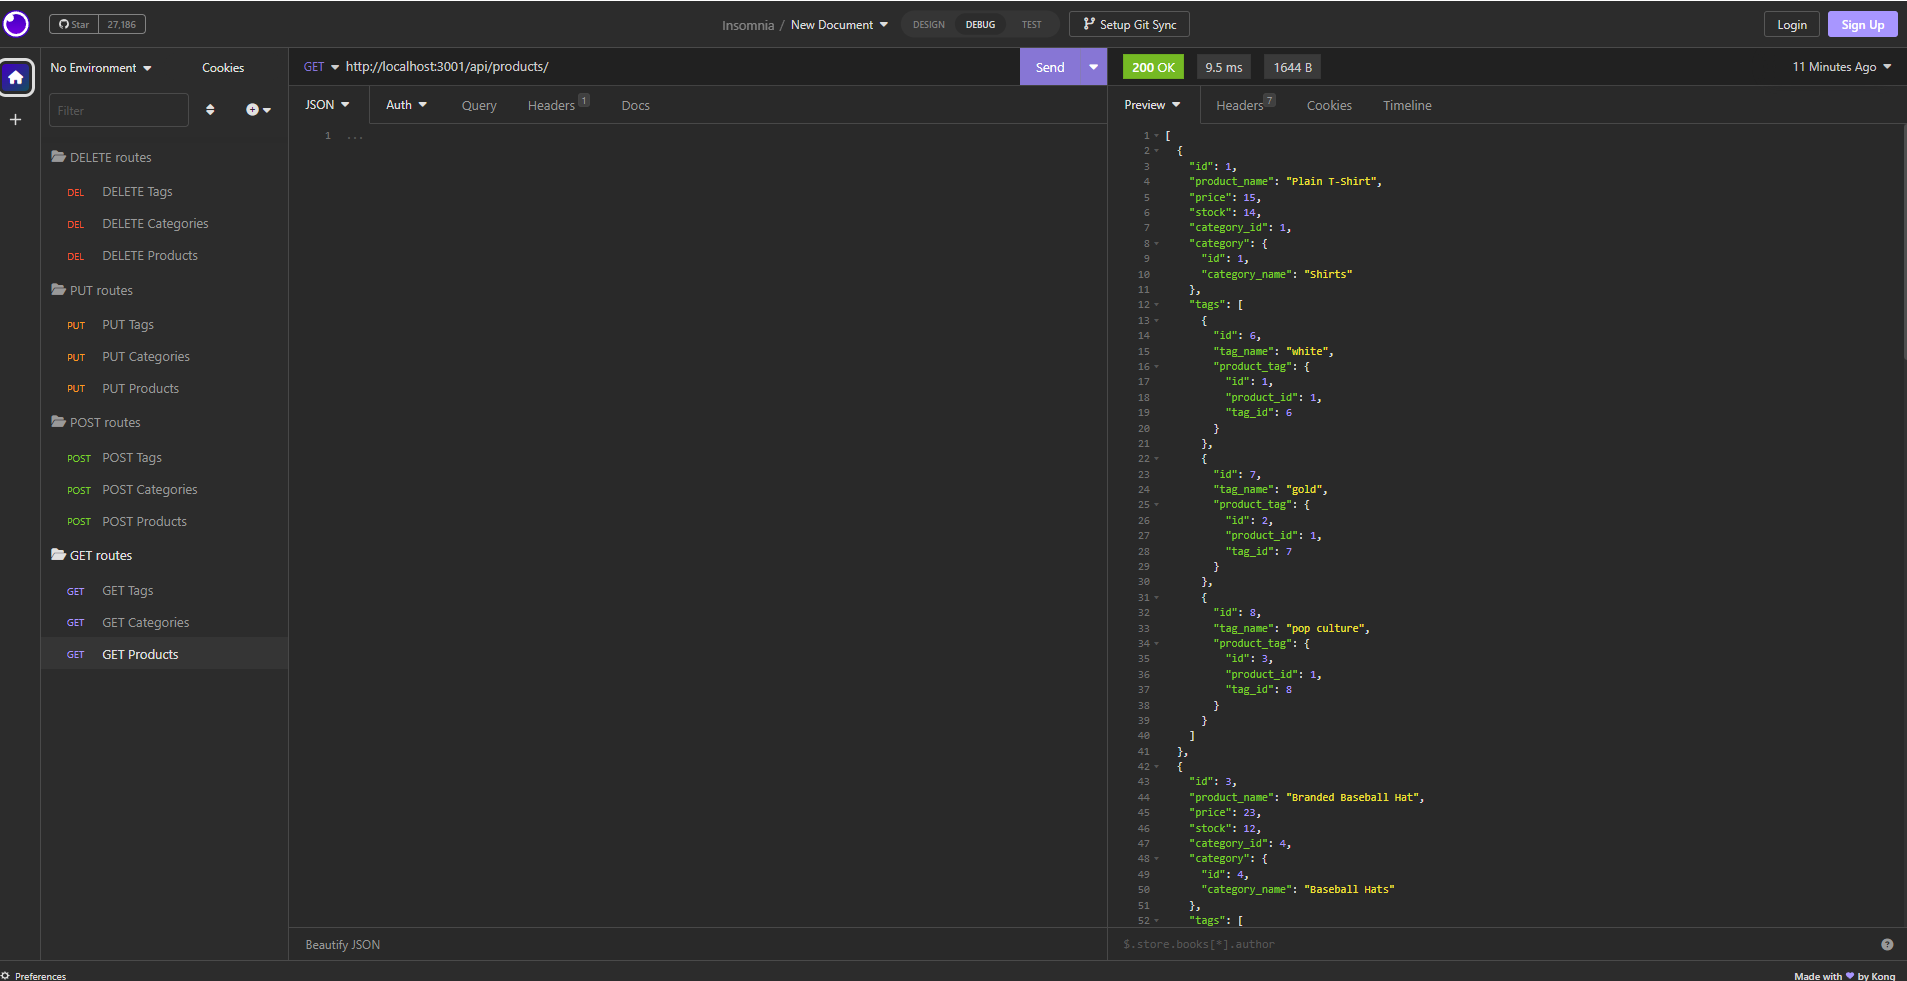 Star 27,186
Insomnia / New Document
DESIGN DEBUG TEST
Setup Git Sync
Login Sign Up
No Environment Cookies
Filter
DELETE routes
DEL DELETE Tags
DEL DELETE Categories
DEL DELETE Products
PUT routes
PUT PUT Tags
PUT PUT Categories
PUT PUT Products
POST routes
POST POST Tags
POST POST Categories
POST POST Products
GET routes
GET GET Tags
GET GET Categories
GET GET Products
Preferences
GET http://localhost:3001/api/products/ Send
JSON Auth Query Headers 1 Docs
1 ...
Beautify JSON
200 OK 9.5 ms 1644 B 11 Minutes Ago
Preview Headers 7 Cookies Timeline
1 [
2 {
3 "id": 1,
4 "product_name": "Plain T-Shirt",
5 "price": 15,
6 "stock": 14,
7 "category_id": 1,
8 "category": {
9 "id": 1,
10 "category_name": "Shirts"
11 },
12 "tags": [
13 {
14 "id": 6,
15 "tag_name": "white",
16 "product_tag": {
17 "id": 1,
18 "product_id": 1,
19 "tag_id": 6
20 }
21 },
22 {
23 "id": 7,
24 "tag_name": "gold",
25 "product_tag": {
26 "id": 2,
27 "product_id": 1,
28 "tag_id": 7
29 }
30 },
31 {
32 "id": 8,
33 "tag_name": "pop culture",
34 "product_tag": {
35 "id": 3,
36 "product_id": 1,
37 "tag_id": 8
38 }
39 }
40 ]
41 },
42 {
43 "id": 3,
44 "product_name": "Branded Baseball Hat",
45 "price": 23,
46 "stock": 12,
47 "category_id": 4,
48 "category": {
49 "id": 4,
50 "category_name": "Baseball Hats"
51 },
52 "tags": [
$.store.books[*].author
Made with ♥ by Kong